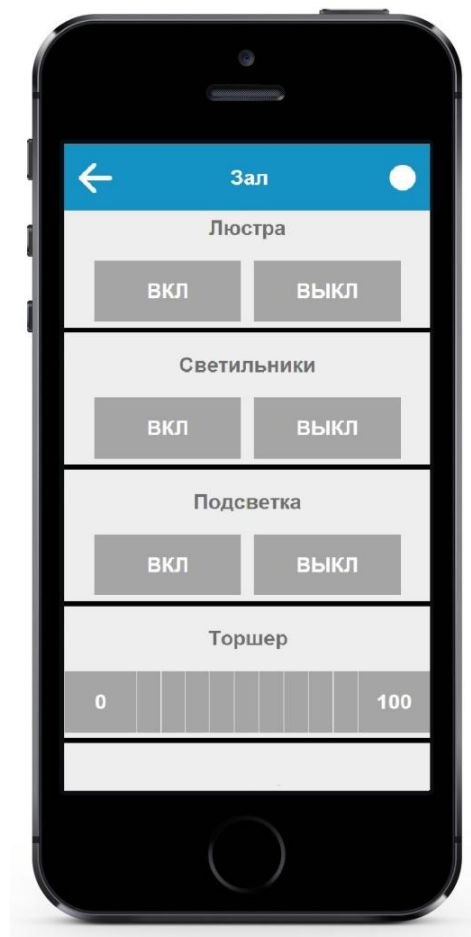 Зал
Люстра
ВКЛ ВЫКЛ
Светильники
ВКЛ ВЫКЛ
Подсветка
ВКЛ ВЫКЛ
Торшер
0 100